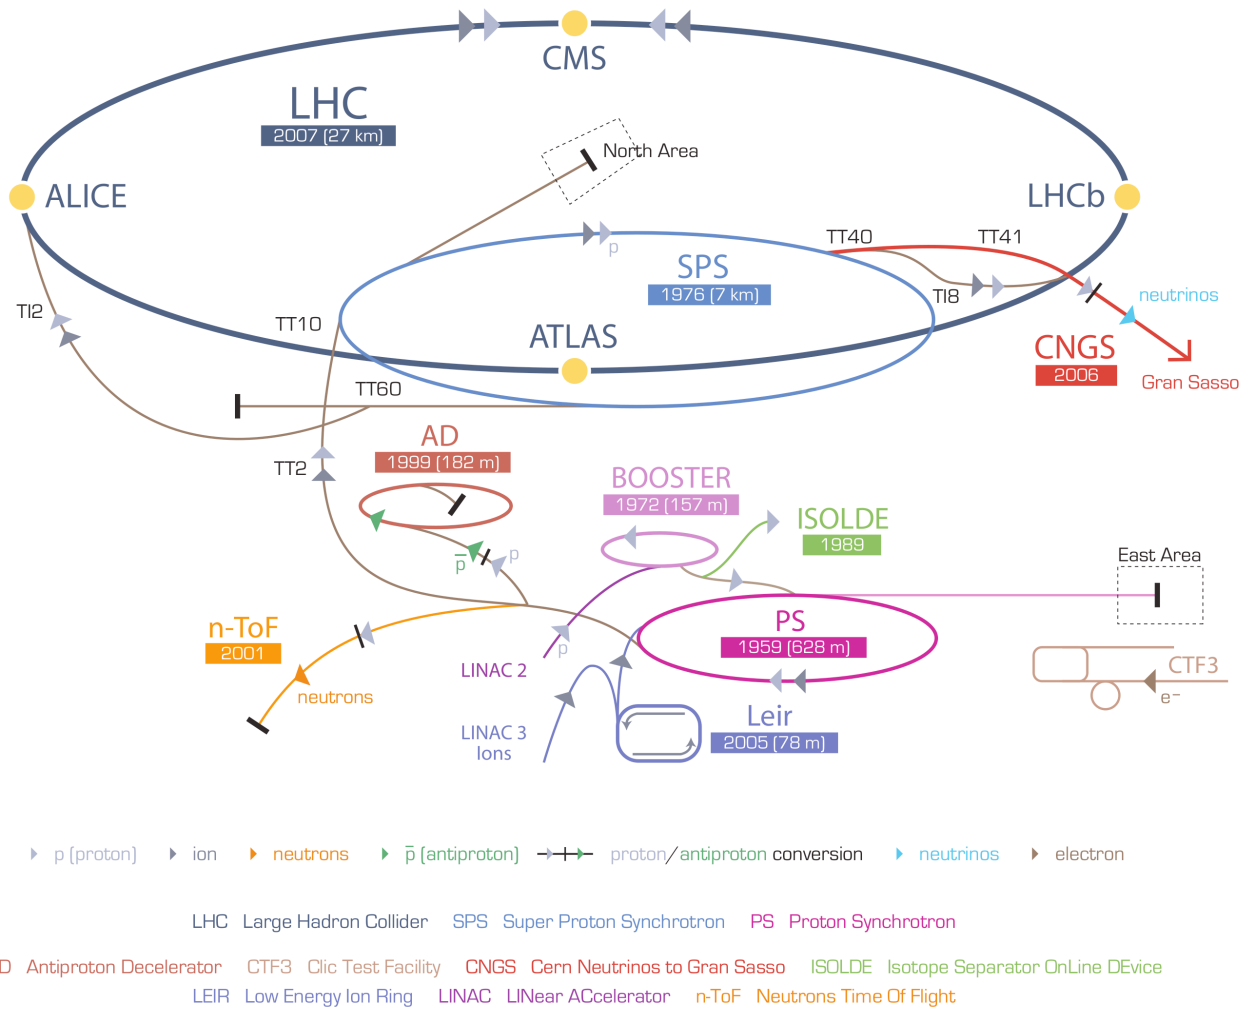 CMS
LHC
2007 (27 km)
North Area
ALICE
LHCb
p
TT40
TT41
SPS
1976 (7 km)
TI8
neutrinos
TI2
TT10
ATLAS
CNGS
2006
Gran Sasso
TT60
AD
1999 (182 m)
TT2
BOOSTER
1972 (157 m)
ISOLDE
1989
p̅
p
East Area
n-ToF
2001
PS
1959 (628 m)
LINAC 2
p
neutrons
CTF3
e⁻
LINAC 3
Ions
Leir
2005 (78 m)
p (proton) ion neutrons p̅ (antiproton) proton/antiproton conversion neutrinos electron
LHC Large Hadron Collider SPS Super Proton Synchrotron PS Proton Synchrotron
D Antiproton Decelerator CTF3 Clic Test Facility CNGS Cern Neutrinos to Gran Sasso ISOLDE Isotope Separator OnLine DEvice
LEIR Low Energy Ion Ring LINAC LINear ACcelerator n-ToF Neutrons Time Of Flight